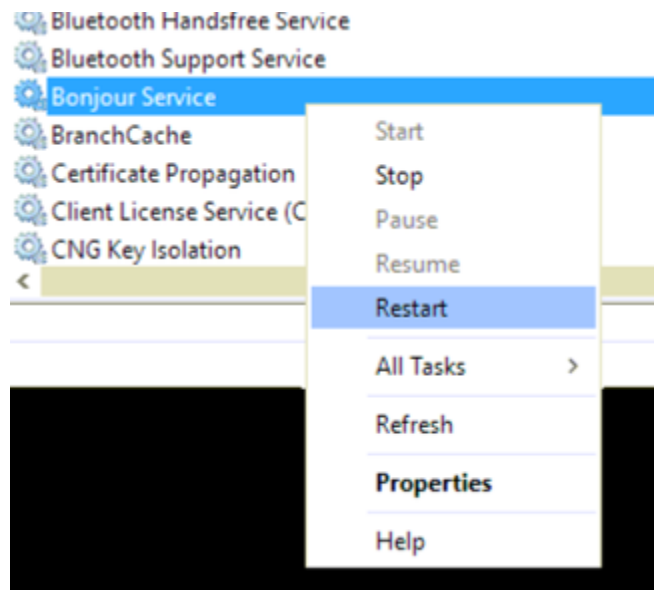 Bluetooth Handsfree Service
Bluetooth Support Service
Bonjour Service
BranchCache
Certificate Propagation
Client License Service (C
CNG Key Isolation
Start
Stop
Pause
Resume
Restart
All Tasks
Refresh
Properties
Help